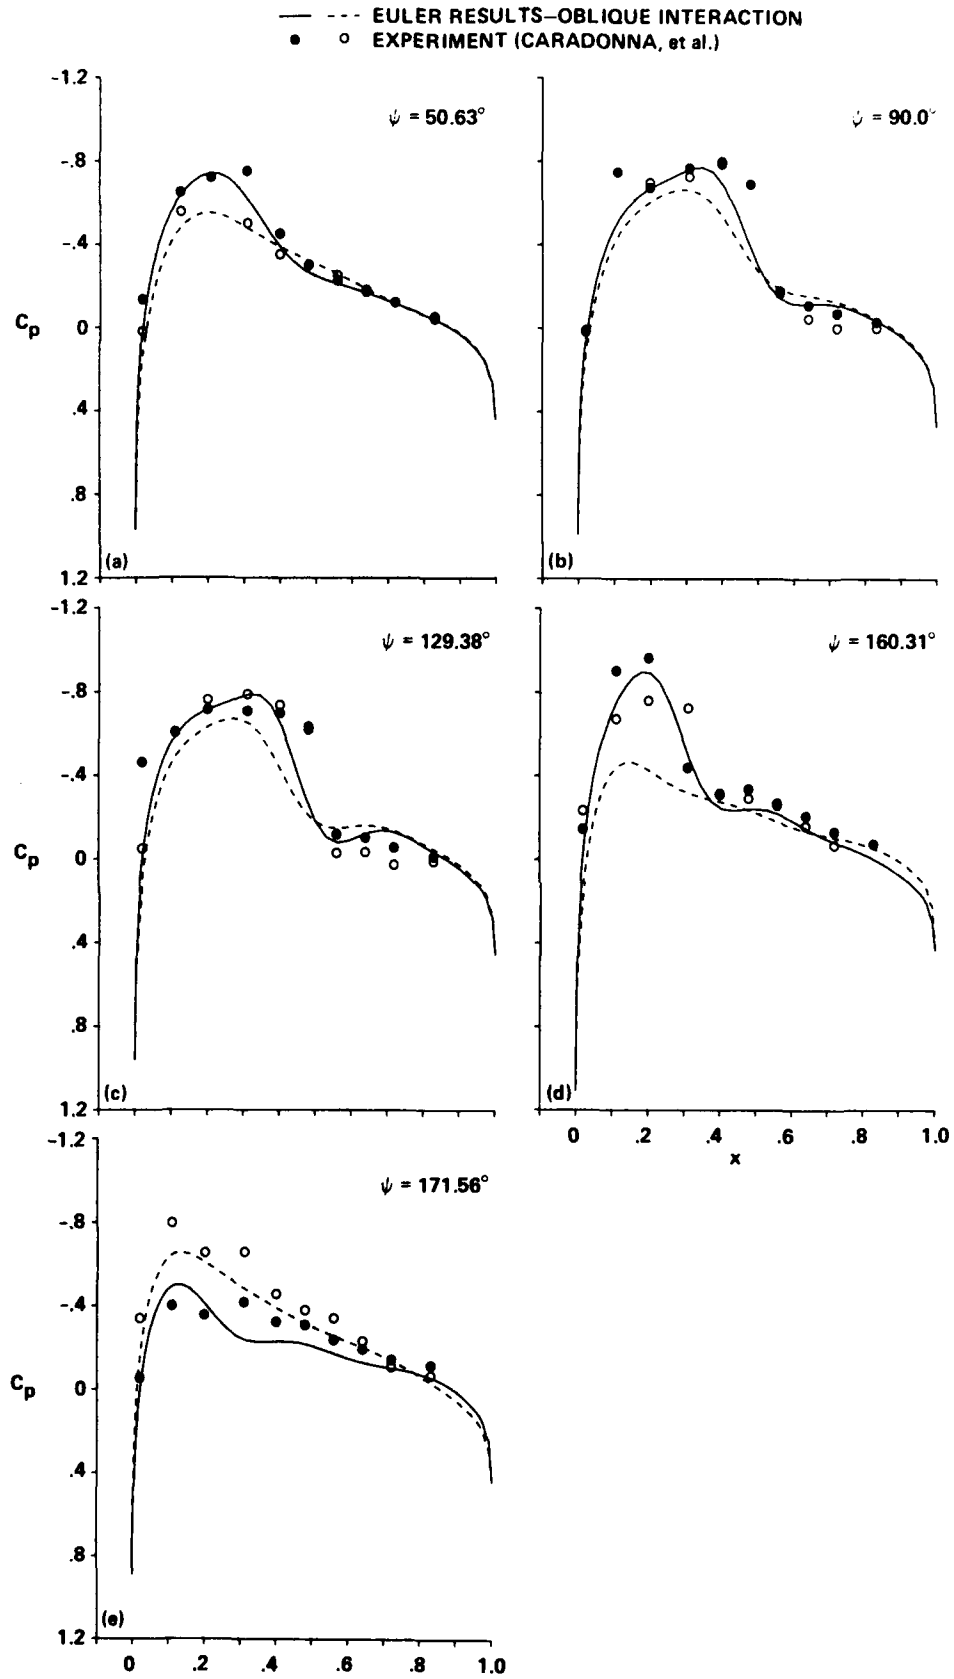 EULER RESULTS–OBLIQUE INTERACTION
EXPERIMENT (CARADONNA, et al.)
-1.2
-.8
-.4
0
.4
.8
1.2
Cp
ψ = 50.63°
(a)
ψ = 90.0°
(b)
-1.2
-.8
-.4
0
.4
.8
1.2
Cp
ψ = 129.38°
(c)
ψ = 160.31°
(d)
0 .2 .4 .6 .8 1.0
x
-1.2
-.8
-.4
0
.4
.8
1.2
Cp
ψ = 171.56°
(e)
0 .2 .4 .6 .8 1.0